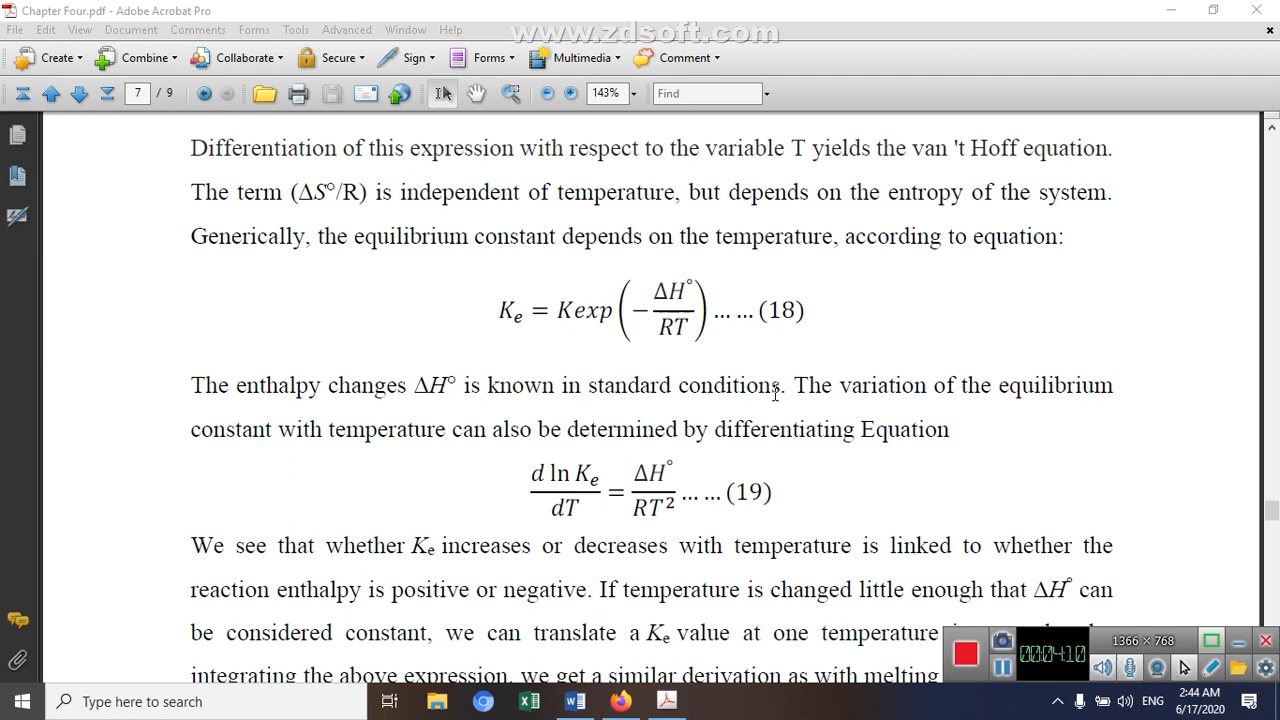 Chapter Four.pdf - Adobe Acrobat Pro
www.zdsoft.com
File Edit View Document Comments Forms Tools Advanced Window Help
Create Combine Collaborate Secure Sign Forms Multimedia Comment
7 / 9 143% Find
Differentiation of this expression with respect to the variable T yields the van 't Hoff equation.
The term (ΔS°/R) is independent of temperature, but depends on the entropy of the system.
Generically, the equilibrium constant depends on the temperature, according to equation:
Kₑ = Kexp(−ΔH°/RT) … … (18)
The enthalpy changes ΔH° is known in standard conditions. The variation of the equilibrium
constant with temperature can also be determined by differentiating Equation
d ln Kₑ/dT = ΔH°/RT² … … (19)
We see that whether Kₑ increases or decreases with temperature is linked to whether the
reaction enthalpy is positive or negative. If temperature is changed little enough that ΔH° can
be considered constant, we can translate a Kₑ value at one temperature
integrating the above expression, we get a similar derivation as with melting
1366 x 768
00:04:10
Type here to search
ENG
2:44 AM
6/17/2020